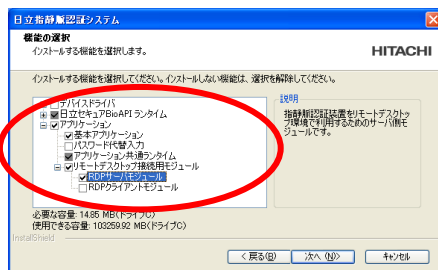 日立指静脈認証システム
機能の選択
インストールする機能を選択します。
HITACHI
インストールする機能を選択してください。インストールしない機能は、選択を解除してください。
デバイスドライバ
日立セキュアBioAPI ランタイム
アプリケーション
基本アプリケーション
パスワード代替入力
アプリケーション共通ランタイム
リモートデスクトップ接続用モジュール
RDPサーバモジュール
RDPクライアントモジュール
説明
指静脈認証装置をリモートデスクトッ
プ環境で利用するためのサーバ側モ
ジュールです。
必要な容量: 14.85 MB(ドライブC)
使用できる容量: 103259.92 MB(ドライブC)
InstallShield
< 戻る(B)
次へ (N)>
キャンセル